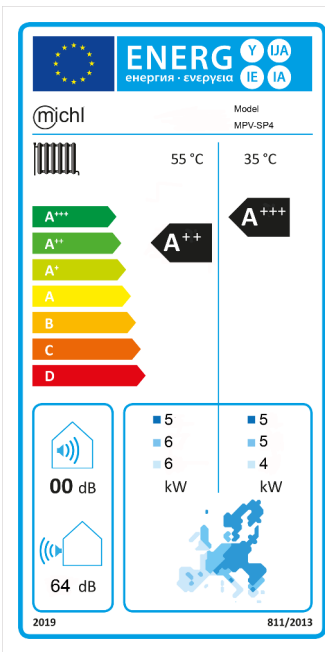 ENERG Y IJA
енергия · ενεργεια IE IA
michl
Model
MPV-SP4
55 °C 35 °C
A+++
A++
A+
A
B
C
D
A++
A+++
00 dB
64 dB
5
6
6
kW
5
5
4
kW
2019 811/2013